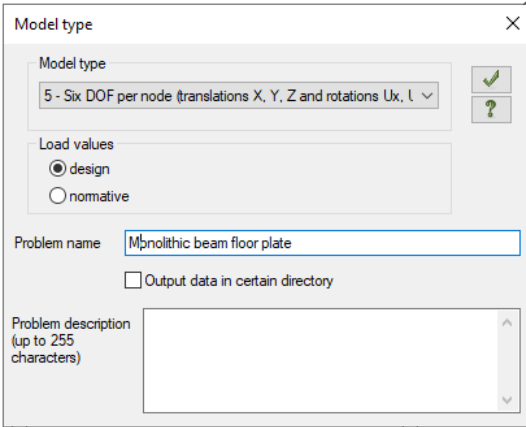 Model type
Model type
5 - Six DOF per node (translations X, Y, Z and rotations Ux, U
Load values
design
normative
Problem name
Monolithic beam floor plate
Output data in certain directory
Problem description
(up to 255
characters)